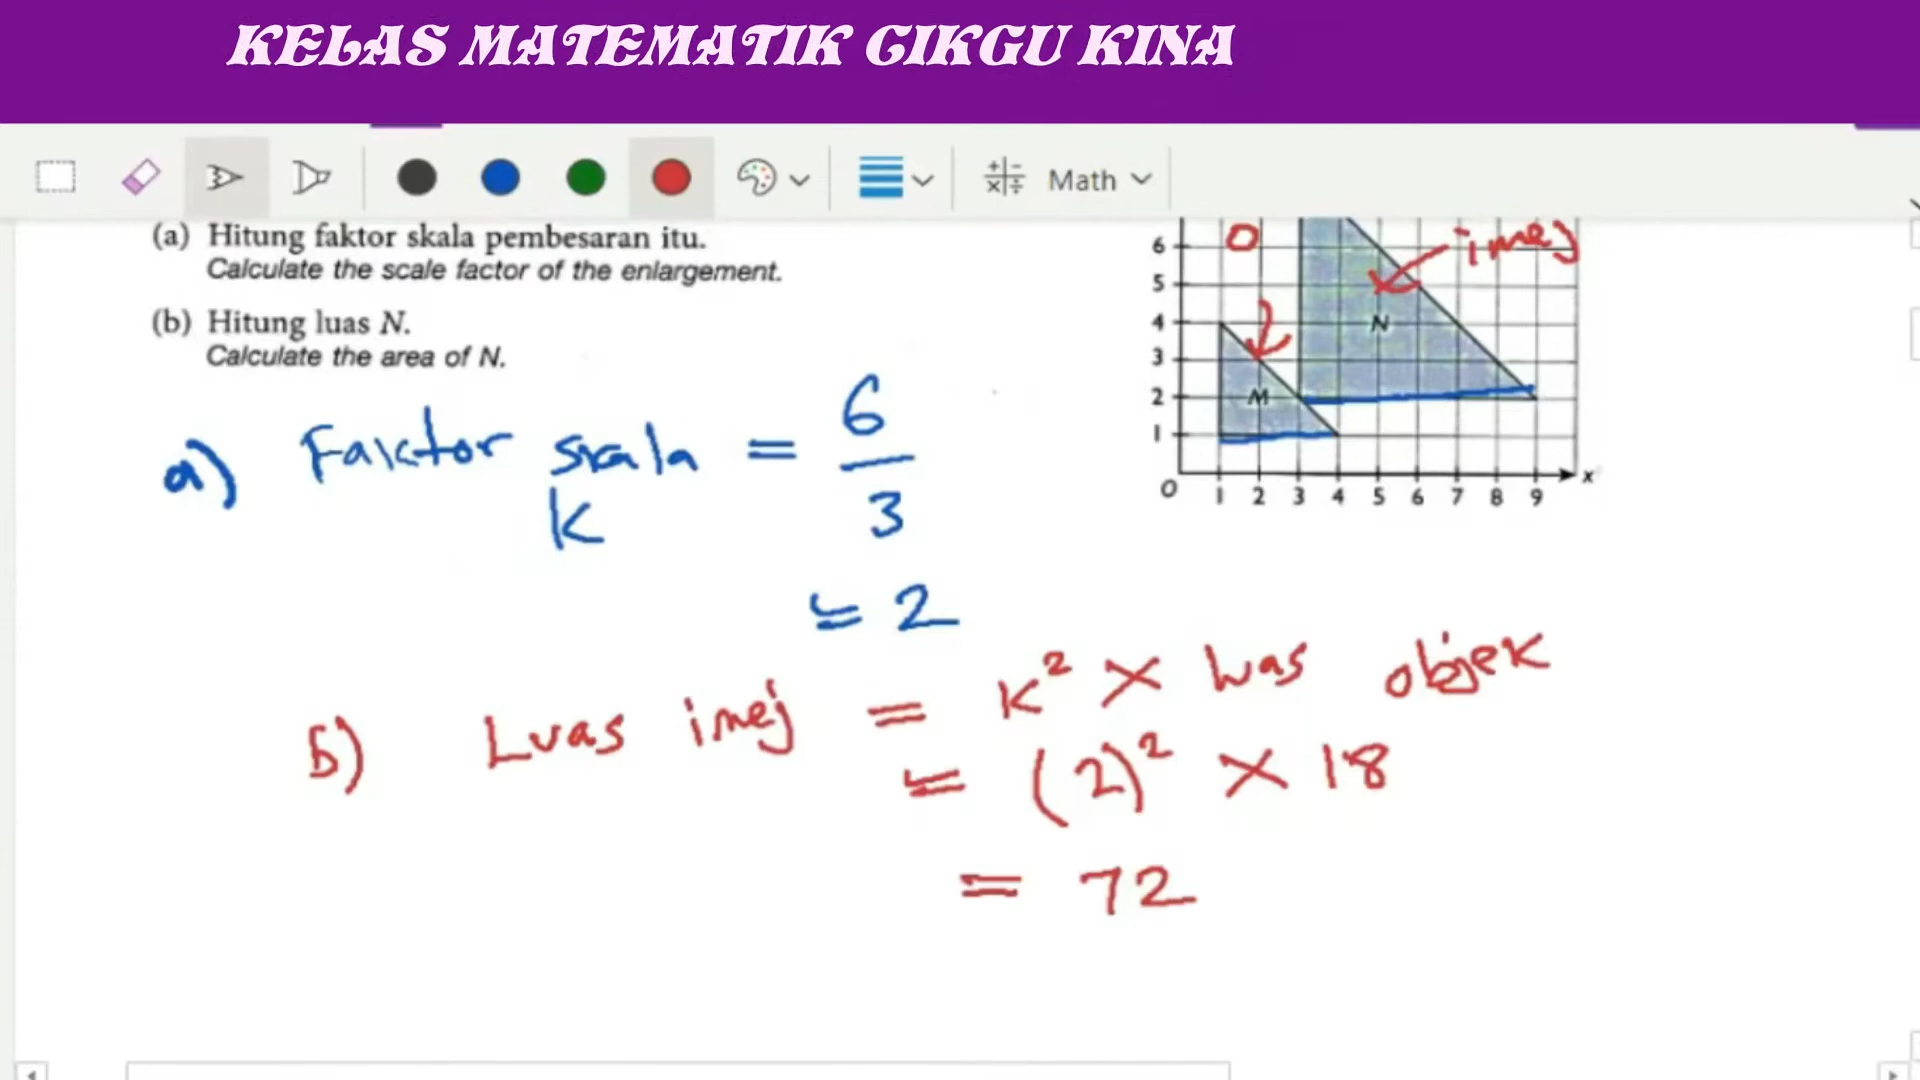 KELAS MATEMATIK CIKGU KINA
Math
(a) Hitung faktor skala pembesaran itu.
Calculate the scale factor of the enlargement.
(b) Hitung luas N.
Calculate the area of N.
6 O imej
5
4 N
3
2 M
1
O 1 2 3 4 5 6 7 8 9 x
a) Faktor skala = 6/3
k
= 2
b) Luas imej = k² × luas objek
= (2)² × 18
= 72